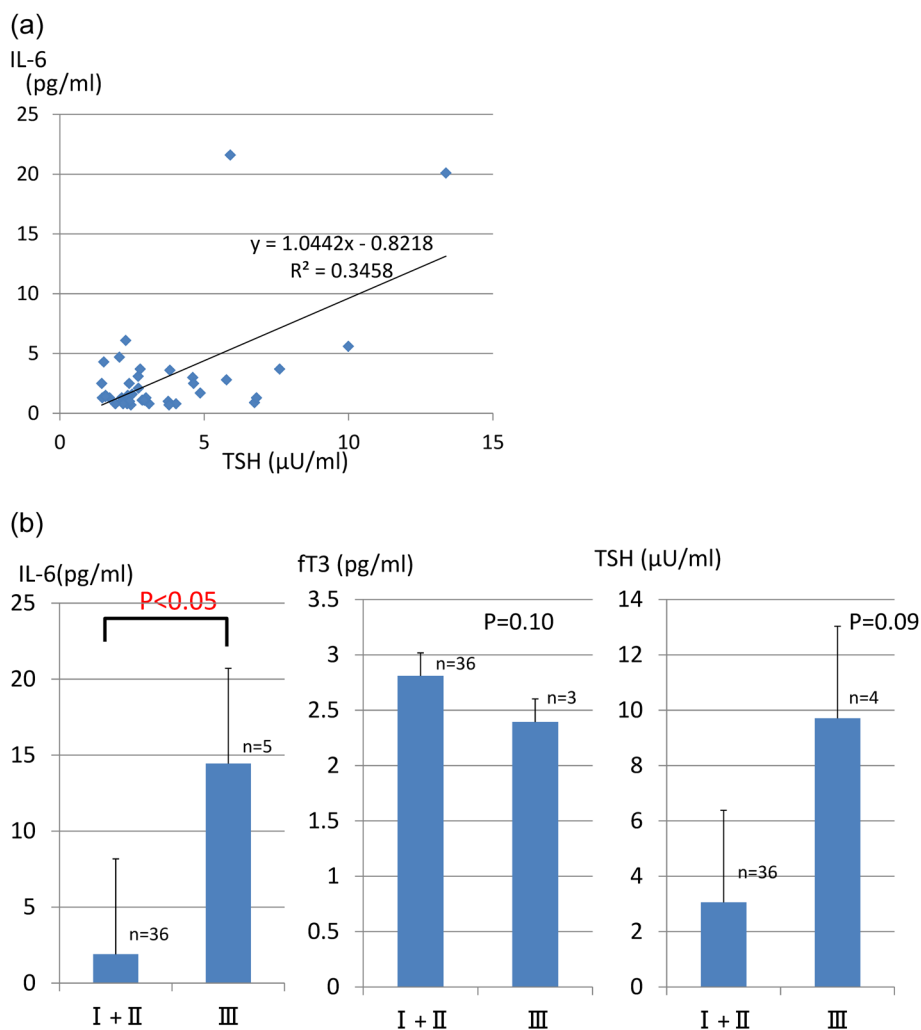 (a)
IL-6
(pg/ml)
25
20
15
10
5
0
y = 1.0442x - 0.8218
R² = 0.3458
0 5 10 15
TSH (μU/ml)
(b)
IL-6(pg/ml)
P<0.05
25
20
15
10
5
0
n=36
n=5
Ⅰ + Ⅱ Ⅲ
fT3 (pg/ml)
3.5
3
2.5
2
1.5
1
0.5
0
P=0.10
n=36
n=3
Ⅰ + Ⅱ Ⅲ
TSH (μU/ml)
14
12
10
8
6
4
2
0
P=0.09
n=4
n=36
Ⅰ + Ⅱ Ⅲ